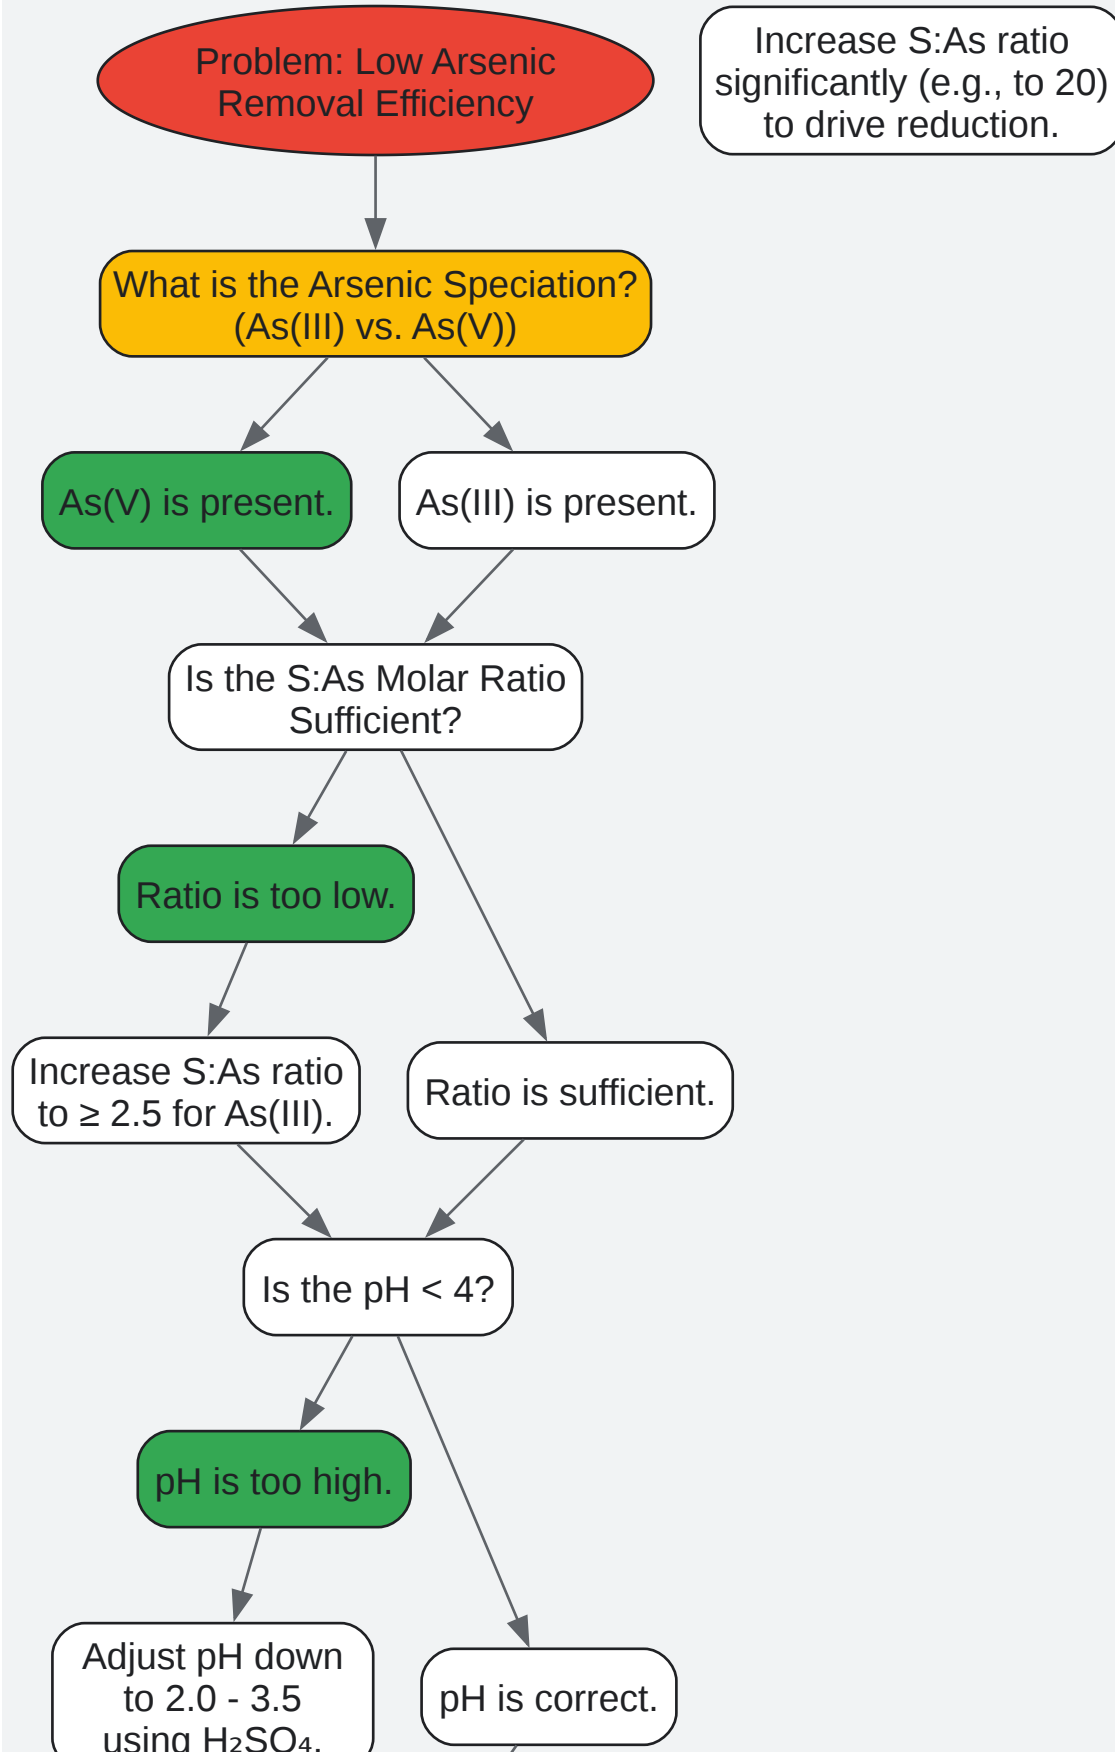 Problem: Low Arsenic
Removal Efficiency
Increase S:As ratio
significantly (e.g., to 20)
to drive reduction.
What is the Arsenic Speciation?
(As(III) vs. As(V))
As(V) is present.
As(III) is present.
Is the S:As Molar Ratio
Sufficient?
Ratio is too low.
Increase S:As ratio
to ≥ 2.5 for As(III).
Ratio is sufficient.
Is the pH < 4?
pH is too high.
Adjust pH down
to 2.0 - 3.5
using H₂SO₄.
pH is correct.